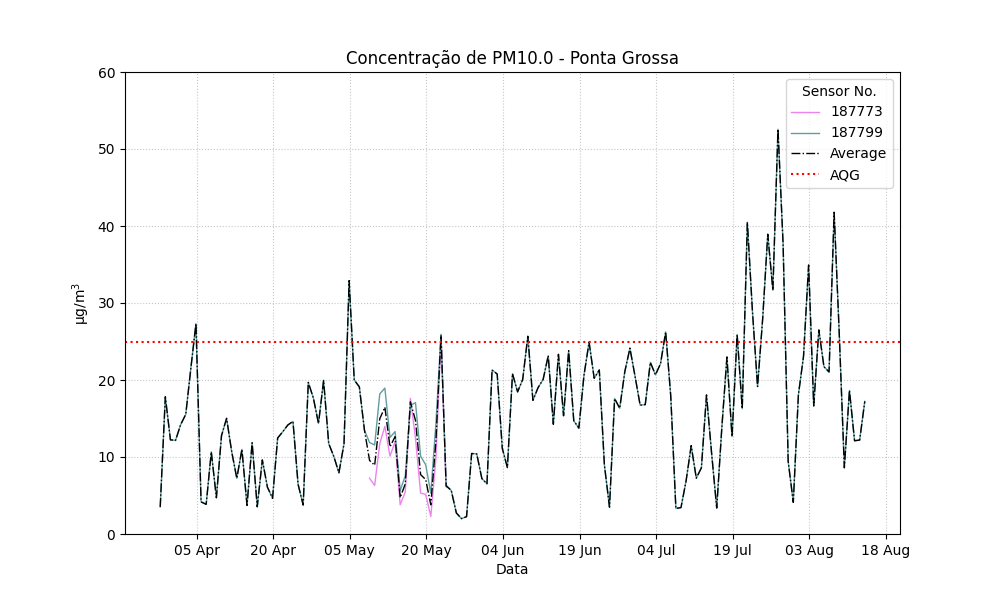 Concentração de PM10.0 - Ponta Grossa
60
50
40
30
20
10
0
µg/m³
Sensor No.
187773
187799
Average
AQG
05 Apr
20 Apr
05 May
20 May
04 Jun
19 Jun
04 Jul
19 Jul
03 Aug
18 Aug
Data